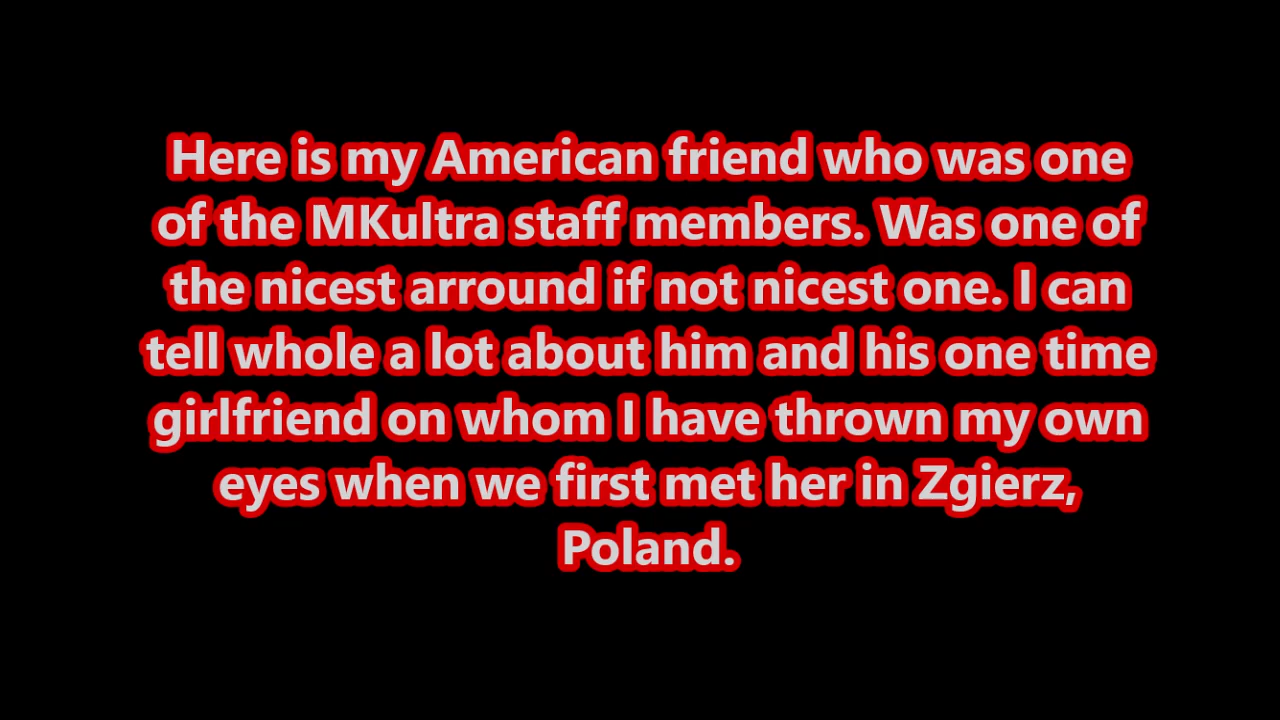 Here is my American friend who was one
of the MKultra staff members. Was one of
the nicest arround if not nicest one. I can
tell whole a lot about him and his one time
girlfriend on whom I have thrown my own
eyes when we first met her in Zgierz,
Poland.